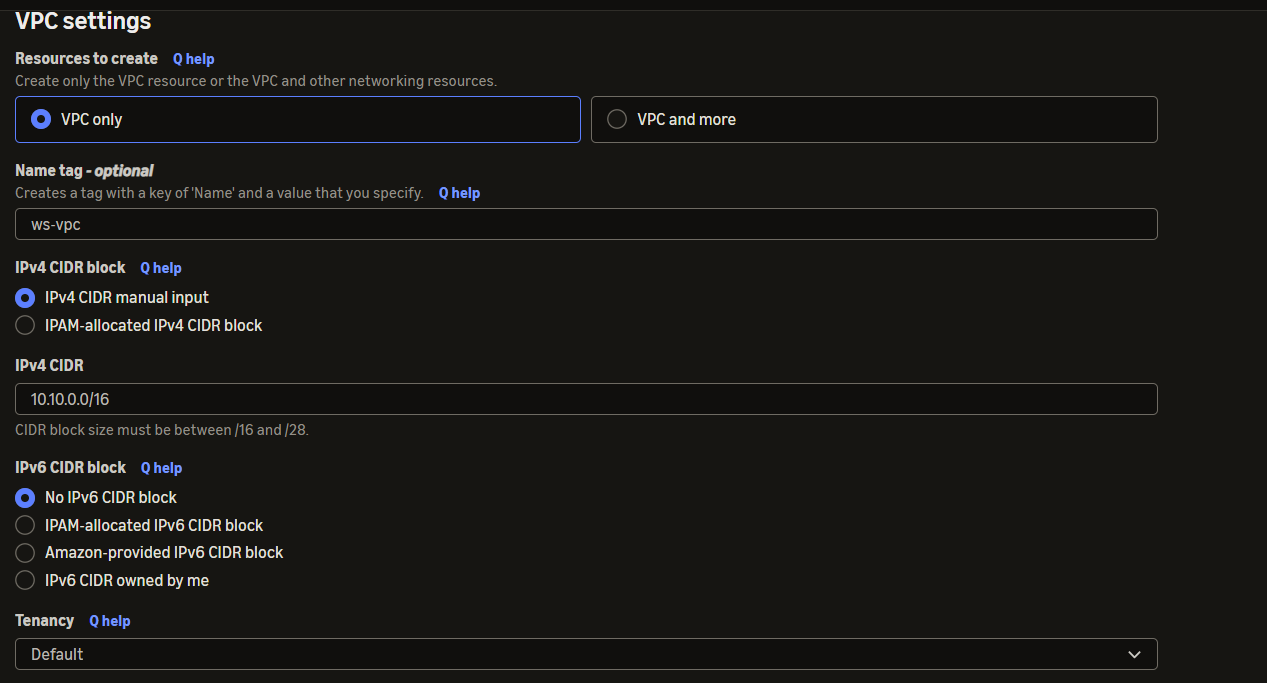 VPC settings
Resources to create Q help
Create only the VPC resource or the VPC and other networking resources.
VPC only
VPC and more
Name tag - optional
Creates a tag with a key of 'Name' and a value that you specify. Q help
ws-vpc
IPv4 CIDR block Q help
IPv4 CIDR manual input
IPAM-allocated IPv4 CIDR block
IPv4 CIDR
10.10.0.0/16
CIDR block size must be between /16 and /28.
IPv6 CIDR block Q help
No IPv6 CIDR block
IPAM-allocated IPv6 CIDR block
Amazon-provided IPv6 CIDR block
IPv6 CIDR owned by me
Tenancy Q help
Default